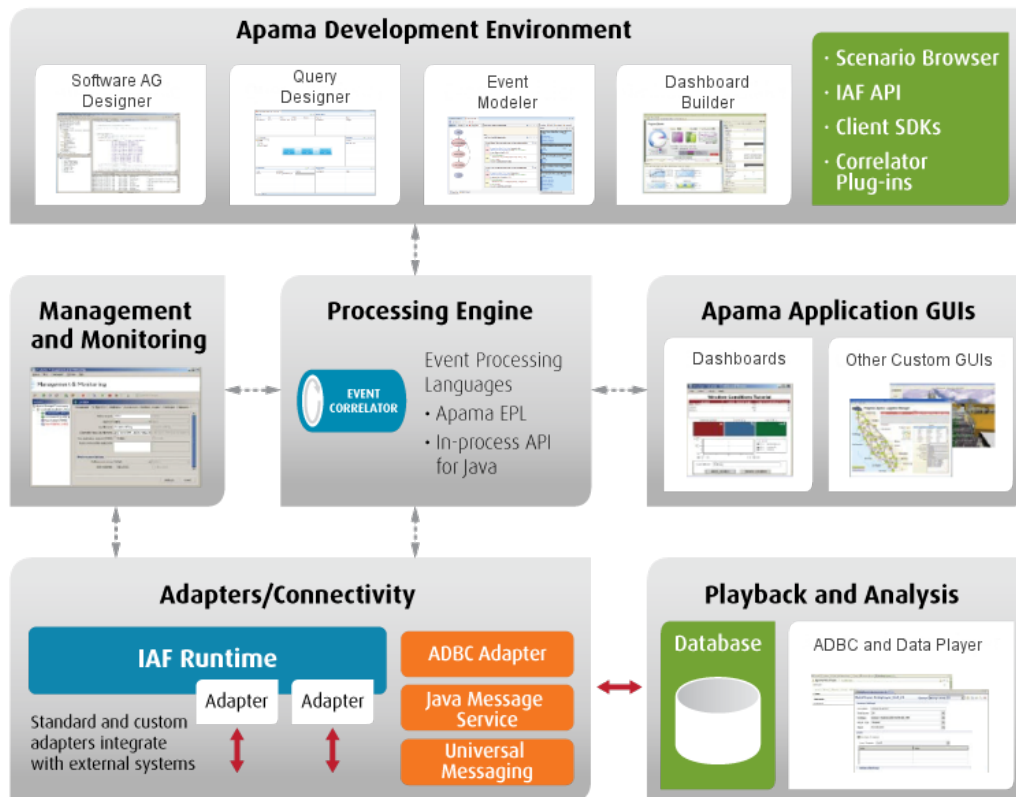 Apama Development Environment
Software AG
Designer
Query
Designer
Event
Modeler
Dashboard
Builder
· Scenario Browser
· IAF API
· Client SDKs
· Correlator
Plug-ins
Management
and Monitoring
Management & Monitoring
Processing Engine
EVENT
CORRELATOR
Event Processing
Languages
• Apama EPL
• In-process API
for Java
Apama Application GUIs
Dashboards
Other Custom GUIs
Adapters/Connectivity
IAF Runtime
Adapter
Adapter
Standard and custom
adapters integrate
with external systems
ADBC Adapter
Java Message
Service
Universal
Messaging
Playback and Analysis
Database
ADBC and Data Player